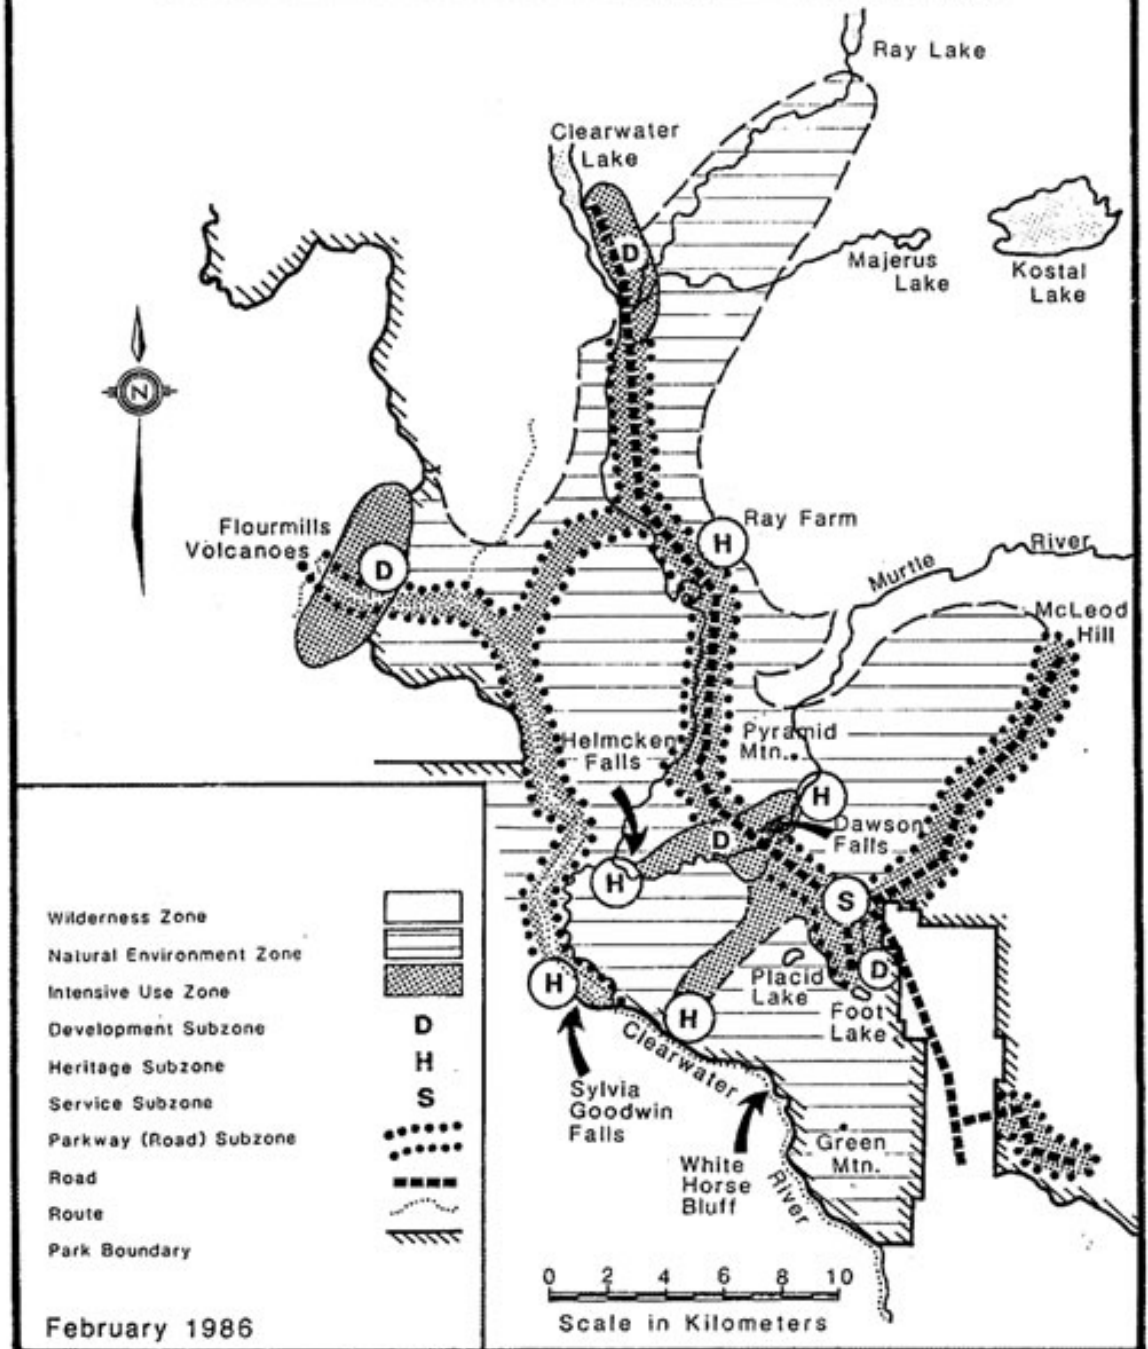 Ray Lake
Clearwater
Lake
D
Majerus
Lake
Kostal
Lake
N
Flourmills
Volcanoes
D
H
Ray Farm
Murtle
River
McLeod
Hill
Helmcken
Falls
Pyramid
Mtn.
H
D
Dawson
Falls
H
S
H
Placid
Lake
D
Foot
Lake
H
Clearwater
River
Sylvia
Goodwin
Falls
White
Horse
Bluff
Green
Mtn.
Wilderness Zone
Natural Environment Zone
Intensive Use Zone
Development Subzone D
Heritage Subzone H
Service Subzone S
Parkway (Road) Subzone
Road
Route
Park Boundary
0 2 4 6 8 10
Scale in Kilometers
February 1986